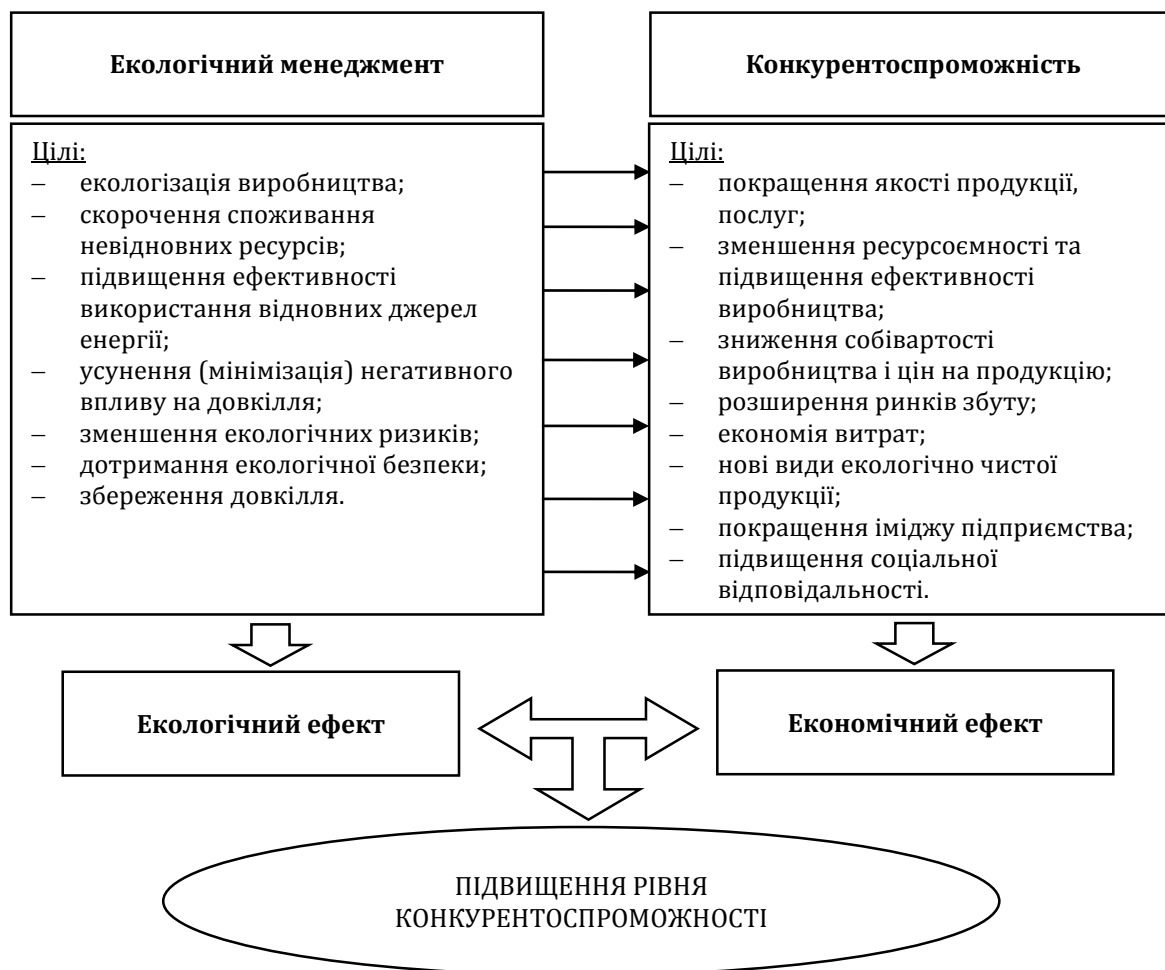 Екологічний менеджмент
Цілі:
– екологізація виробництва;
– скорочення споживання
невідновних ресурсів;
– підвищення ефективності
використання відновних джерел
енергії;
– усунення (мінімізація) негативного
впливу на довкілля;
– зменшення екологічних ризиків;
– дотримання екологічної безпеки;
– збереження довкілля.
Конкурентоспроможність
Цілі:
– покращення якості продукції,
послуг;
– зменшення ресурсоємності та
підвищення ефективності
виробництва;
– зниження собівартості
виробництва і цін на продукцію;
– розширення ринків збуту;
– економія витрат;
– нові види екологічно чистої
продукції;
– покращення іміджу підприємства;
– підвищення соціальної
відповідальності.
Екологічний ефект
Економічний ефект
ПІДВИЩЕННЯ РІВНЯ
КОНКУРЕНТОСПРОМОЖНОСТІ